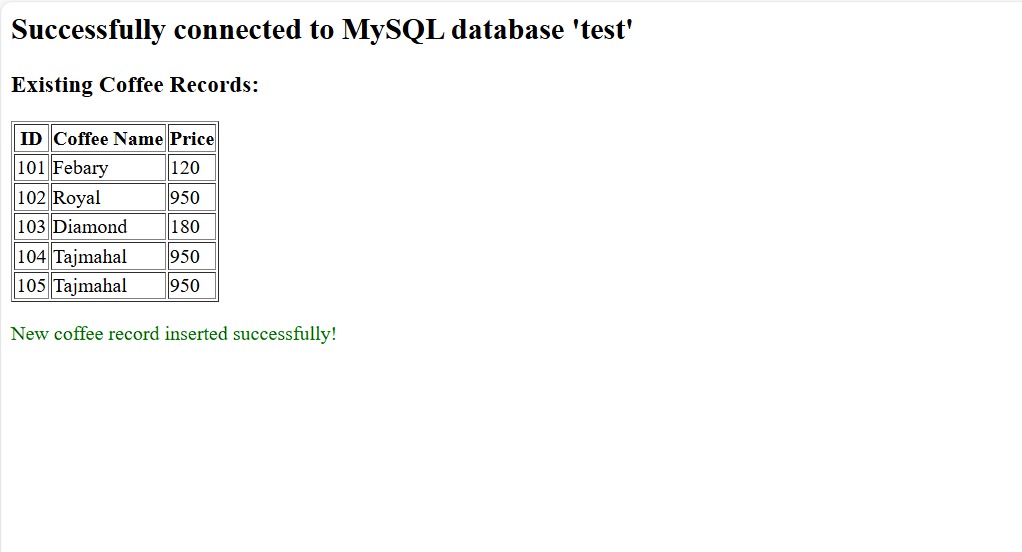 Successfully connected to MySQL database 'test'
Existing Coffee Records:
ID Coffee Name Price
101 Febary 120
102 Royal 950
103 Diamond 180
104 Tajmahal 950
105 Tajmahal 950
New coffee record inserted successfully!